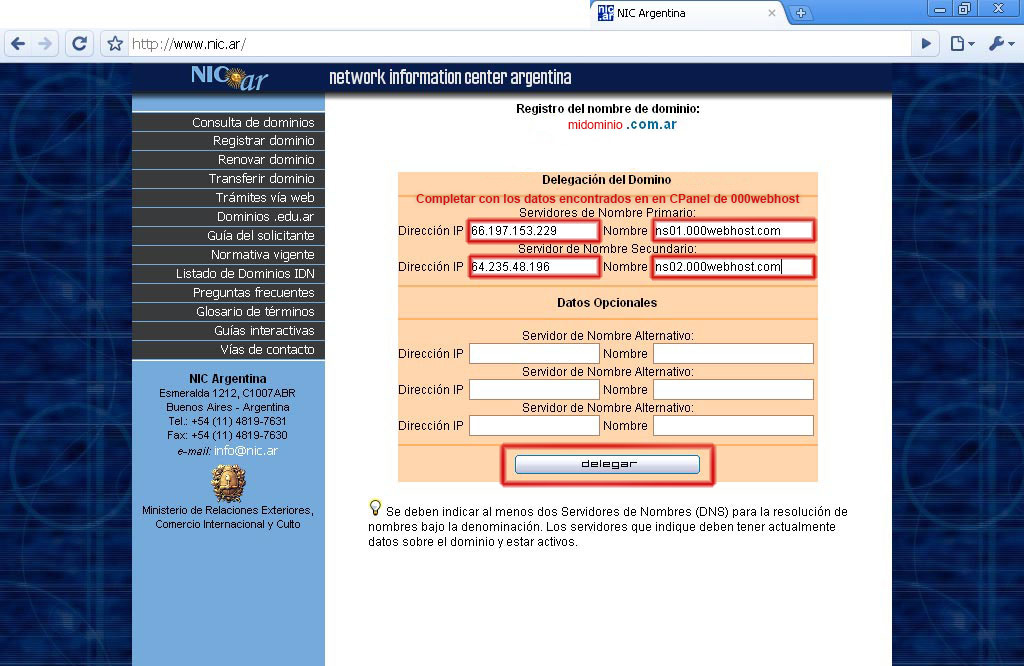 NIC Argentina
http://www.nic.ar/
NIC ar
network information center argentina
Consulta de dominios
Registrar dominio
Renovar dominio
Transferir dominio
Trámites vía web
Dominios .edu.ar
Guía del solicitante
Normativa vigente
Listado de Dominios IDN
Preguntas frecuentes
Glosario de términos
Guías interactivas
Vías de contacto
NIC Argentina
Esmeralda 1212, C1007ABR
Buenos Aires - Argentina
Tel.: +54 (11) 4819-7631
Fax: +54 (11) 4819-7630
e-mail: info@nic.ar
Ministerio de Relaciones Exteriores,
Comercio Internacional y Culto
Registro del nombre de dominio:
midominio .com.ar
Delegación del Domino
Completar con los datos encontrados en en CPanel de 000webhost
Servidores de Nombre Primario:
Dirección IP 66.197.153.229 Nombre ns01.000webhost.com
Servidor de Nombre Secundario:
Dirección IP 64.235.48.196 Nombre ns02.000webhost.com
Datos Opcionales
Servidor de Nombre Alternativo:
Dirección IP Nombre
Servidor de Nombre Alternativo:
Dirección IP Nombre
Servidor de Nombre Alternativo:
Dirección IP Nombre
delegar
Se deben indicar al menos dos Servidores de Nombres (DNS) para la resolución de
nombres bajo la denominación. Los servidores que indique deben tener actualmente
datos sobre el dominio y estar activos.